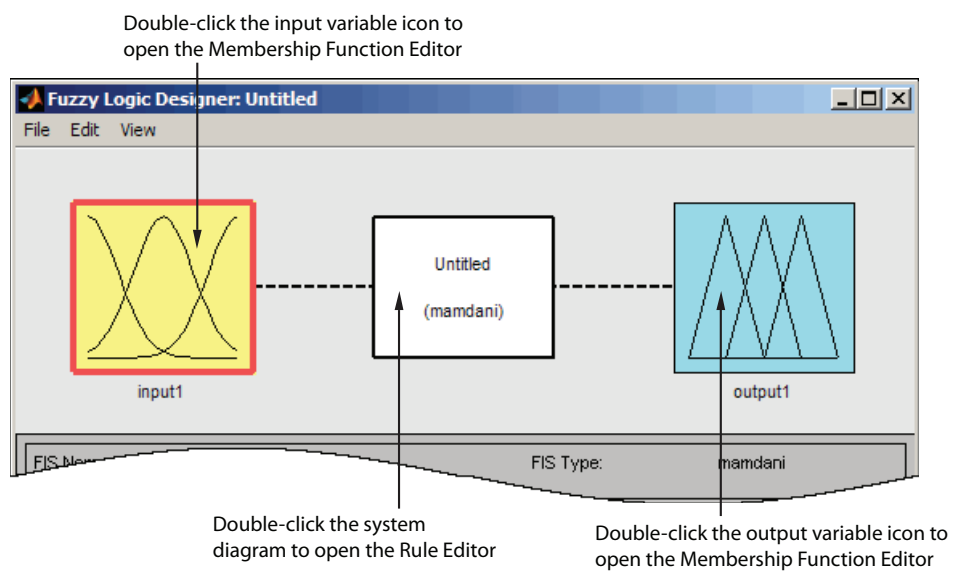 Double-click the input variable icon to
open the Membership Function Editor
Fuzzy Logic Designer: Untitled
File Edit View
Untitled
(mamdani)
input1
output1
FIS
FIS Type: mamdani
Double-click the system
diagram to open the Rule Editor
Double-click the output variable icon to
open the Membership Function Editor